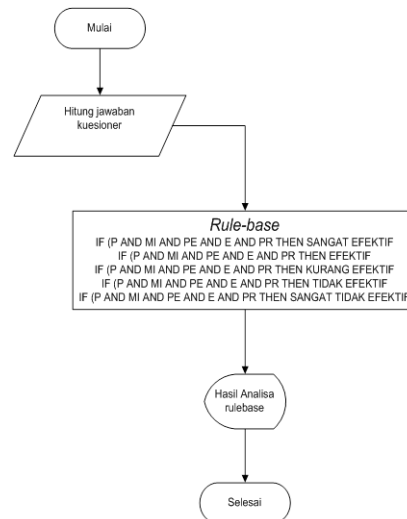 Mulai
Hitung jawaban
kuesioner
Rule-base
IF (P AND MI AND PE AND E AND PR THEN SANGAT EFEKTIF
IF (P AND MI AND PE AND E AND PR THEN EFEKTIF
IF (P AND MI AND PE AND E AND PR THEN KURANG EFEKTIF
IF (P AND MI AND PE AND E AND PR THEN TIDAK EFEKTIF
IF (P AND MI AND PE AND E AND PR THEN SANGAT TIDAK EFEKTIF
Hasil Analisa
rulebase
Selesai